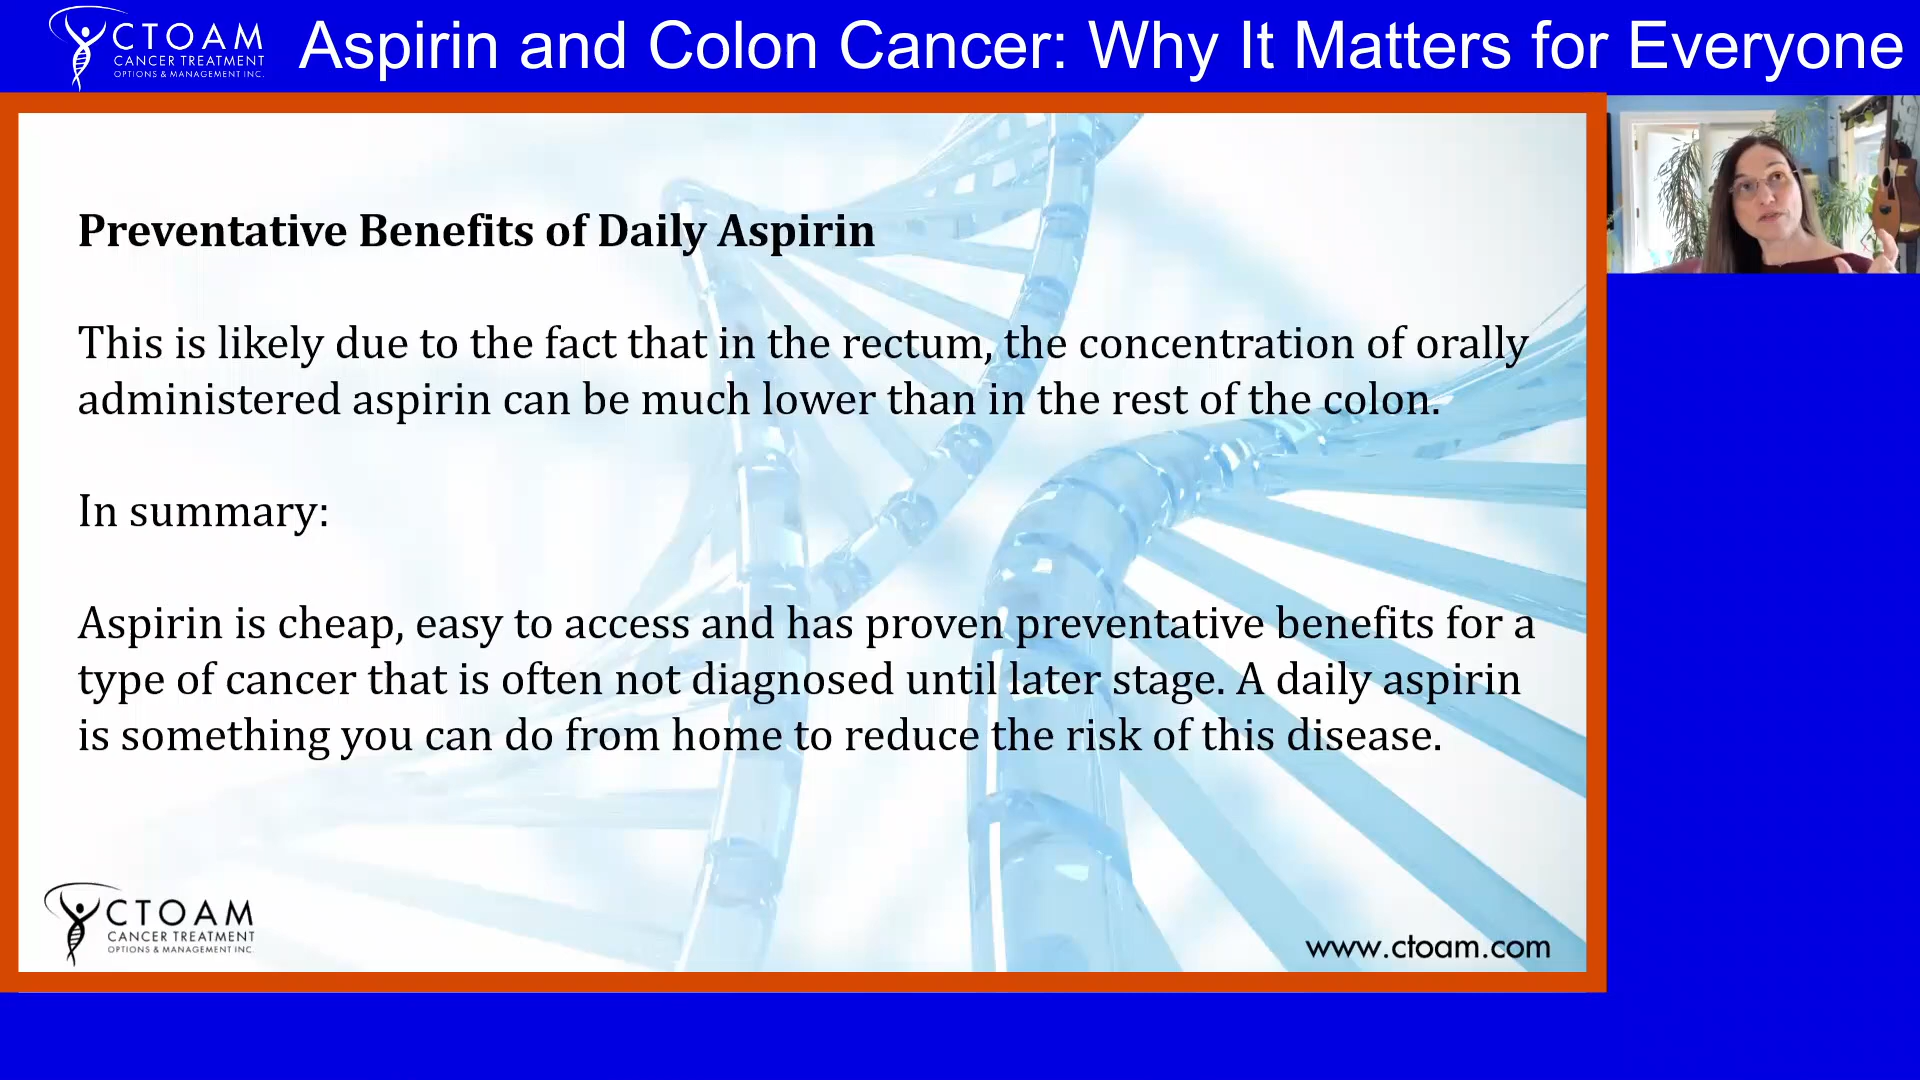 CTOAM
CANCER TREATMENT
OPTIONS & MANAGEMENT INC.
Aspirin and Colon Cancer: Why It Matters for Everyone
Preventative Benefits of Daily Aspirin
This is likely due to the fact that in the rectum, the concentration of orally
administered aspirin can be much lower than in the rest of the colon.
In summary:
Aspirin is cheap, easy to access and has proven preventative benefits for a
type of cancer that is often not diagnosed until later stage. A daily aspirin
is something you can do from home to reduce the risk of this disease.
CTOAM
CANCER TREATMENT
OPTIONS & MANAGEMENT INC.
www.ctoam.com